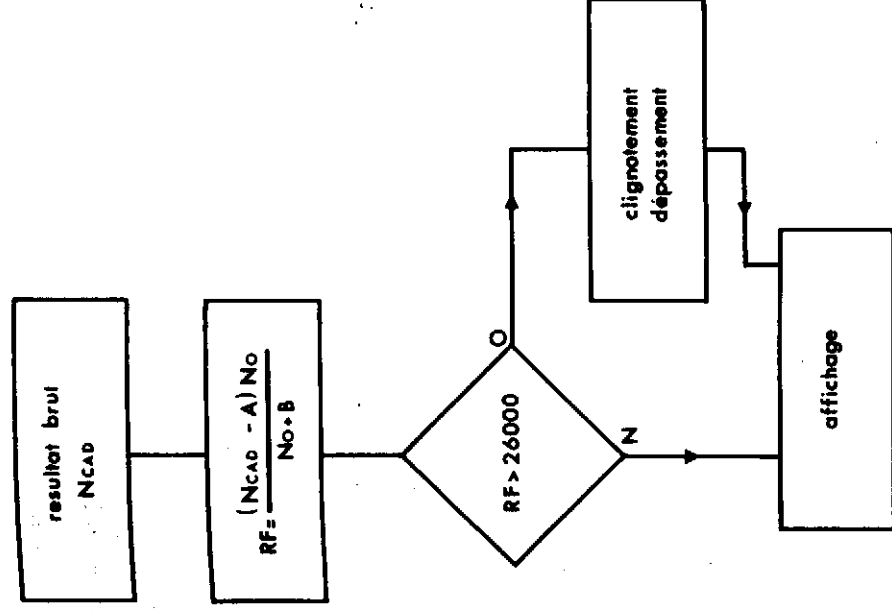 resultat brut
NCAD
RF= (NCAD - A) No
No + B
RF > 26000
O
N
clignotement
dépassement
affichage